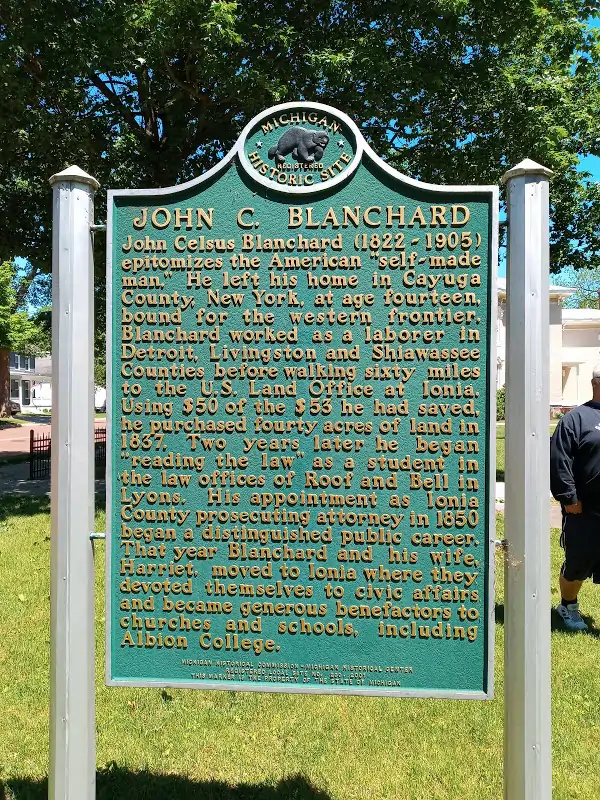 MICHIGAN
REGISTERED
HISTORIC SITE
JOHN C. BLANCHARD
John Celsus Blanchard (1822-1905)
epitomizes the American "self-made
man." He left his home in Cayuga
County, New York, at age fourteen,
bound for the western frontier.
Blanchard worked as a laborer in
Detroit, Livingston and Shiawassee
Counties before walking sixty miles
to the U.S. Land Office at Ionia.
Using $50 of the $53 he had saved,
he purchased fourty acres of land in
1837. Two years later he began
"reading the law" as a student in
the law offices of Roof and Bell in
Lyons. His appointment as Ionia
County prosecuting attorney in 1850
began a distinguished public career.
That year Blanchard and his wife,
Harriet, moved to Ionia where they
devoted themselves to civic affairs
and became generous benefactors to
churches and schools, including
Albion College.
MICHIGAN HISTORICAL COMMISSION-MICHIGAN HISTORICAL CENTER
REGISTERED LOCAL SITE NO. 2001
THIS MARKER IS THE PROPERTY OF THE STATE OF MICHIGAN